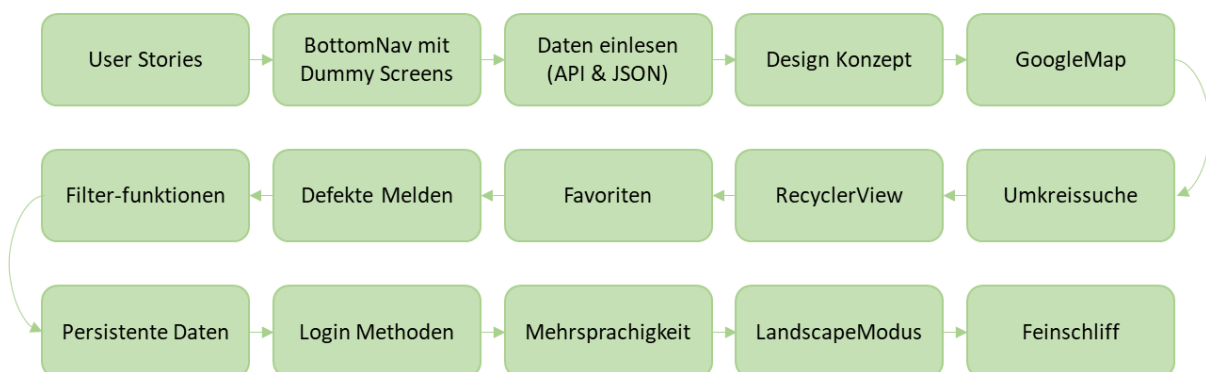 User Stories
BottomNav mit
Dummy Screens
Daten einlesen
(API & JSON)
Design Konzept
GoogleMap
Umkreissuche
RecyclerView
Favoriten
Defekte Melden
Filter-funktionen
Persistente Daten
Login Methoden
Mehrsprachigkeit
LandscapeModus
Feinschliff